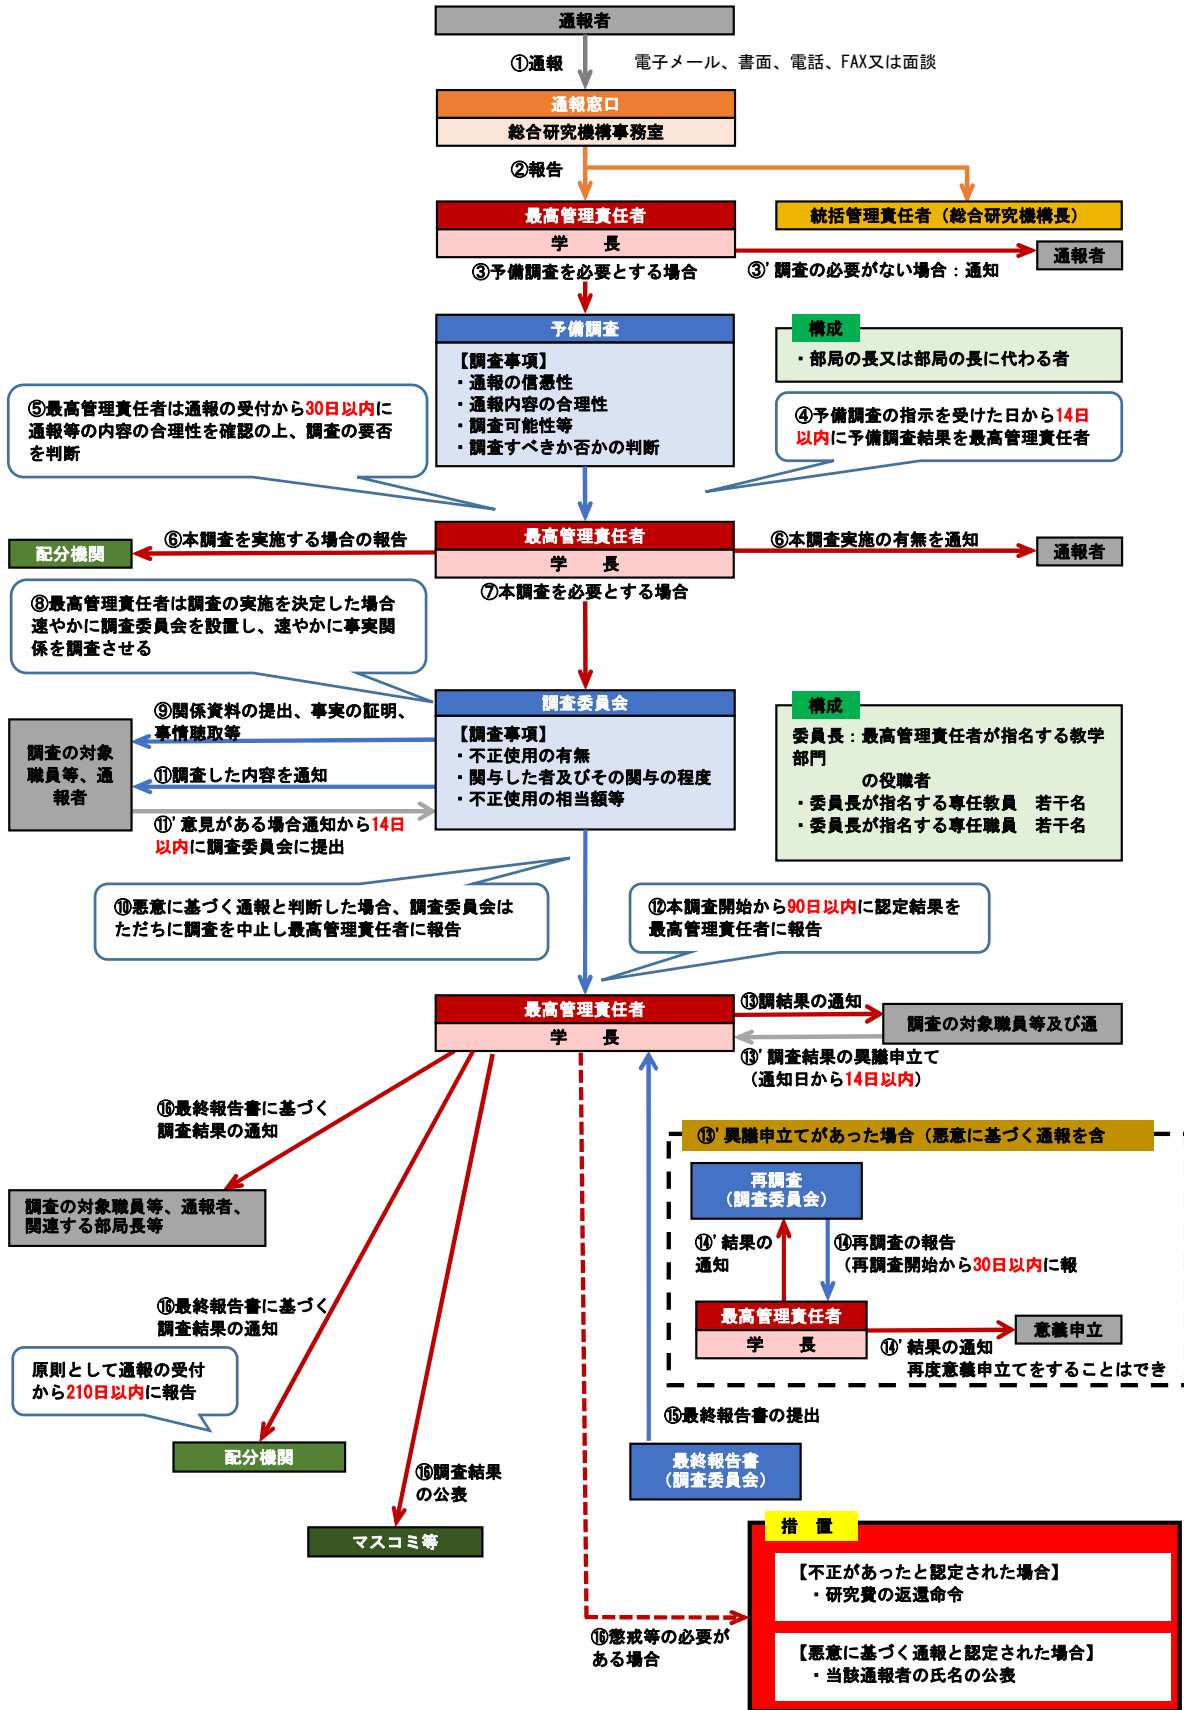 通報者
①通報
電子メール、書面、電話、FAX又は面談
通報窓口
総合研究機構事務室
②報告
最高管理責任者
学　　長
統括管理責任者（総合研究機構長）
通報者
③予備調査を必要とする場合
③'調査の必要がない場合：通知
予備調査
【調査事項】
・通報の信憑性
・通報内容の合理性
・調査可能性等
・調査すべきか否かの判断
構成
・部局の長又は部局の長に代わる者
⑤最高管理責任者は通報の受付から30日以内に
通報等の内容の合理性を確認の上、調査の要否
を判断
④予備調査の指示を受けた日から14日
以内に予備調査結果を最高管理責任者
最高管理責任者
学　　長
⑥本調査を実施する場合の報告
配分機関
⑥本調査実施の有無を通知
通報者
⑦本調査を必要とする場合
⑧最高管理責任者は調査の実施を決定した場合
速やかに調査委員会を設置し、速やかに事実関
係を調査させる
調査委員会
【調査事項】
・不正使用の有無
・関与した者及びその関与の程度
・不正使用の相当額等
構成
委員長：最高管理責任者が指名する教学
部門
の役職者
・委員長が指名する専任教員　若干名
・委員長が指名する専任職員　若干名
⑨関係資料の提出、事実の証明、
事情聴取等
調査の対象
職員等、通
報者
⑪調査した内容を通知
⑪'意見がある場合通知から14日
以内に調査委員会に提出
⑩悪意に基づく通報と判断した場合、調査委員会は
ただちに調査を中止し最高管理責任者に報告
⑫本調査開始から90日以内に認定結果を
最高管理責任者に報告
最高管理責任者
学　　長
⑬調結果の通知
調査の対象職員等及び通
⑬'調査結果の異議申立て
（通知日から14日以内）
⑯最終報告書に基づく
調査結果の通知
⑬'異議申立てがあった場合（悪意に基づく通報を含
再調査
（調査委員会）
調査の対象職員等、通報者、
関連する部局長等
⑭'結果の
通知
⑭再調査の報告
（再調査開始から30日以内に報
⑯最終報告書に基づく
調査結果の通知
最高管理責任者
学　　長
意義申立
⑭'結果の通知
再度意義申立てをすることはでき
原則として通報の受付
から210日以内に報告
⑮最終報告書の提出
配分機関
最終報告書
（調査委員会）
⑯調査結果
の公表
マスコミ等
措　置
【不正があったと認定された場合】
・研究費の返還命令
⑯懲戒等の必要が
ある場合
【悪意に基づく通報と認定された場合】
・当該通報者の氏名の公表